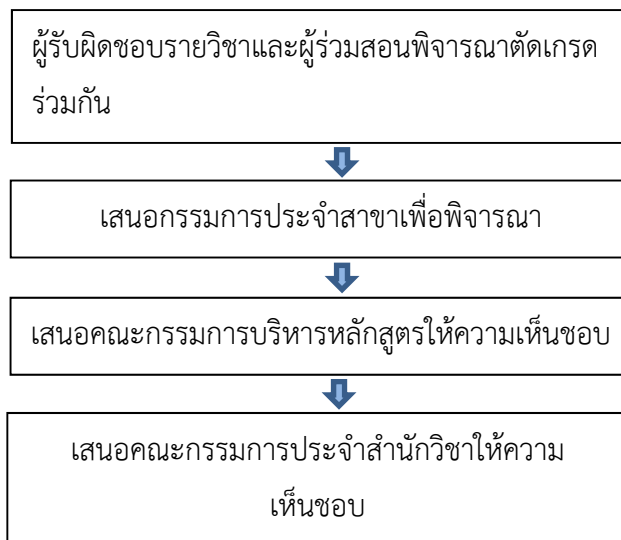 ผู้รับผิดชอบรายวิชาและผู้ร่วมสอนพิจารณาตัดเกรด
ร่วมกัน
เสนอกรรมการประจำสาขาเพื่อพิจารณา
เสนอคณะกรรมการบริหารหลักสูตรให้ความเห็นชอบ
เสนอคณะกรรมการประจำสำนักวิชาให้ความ
เห็นชอบ